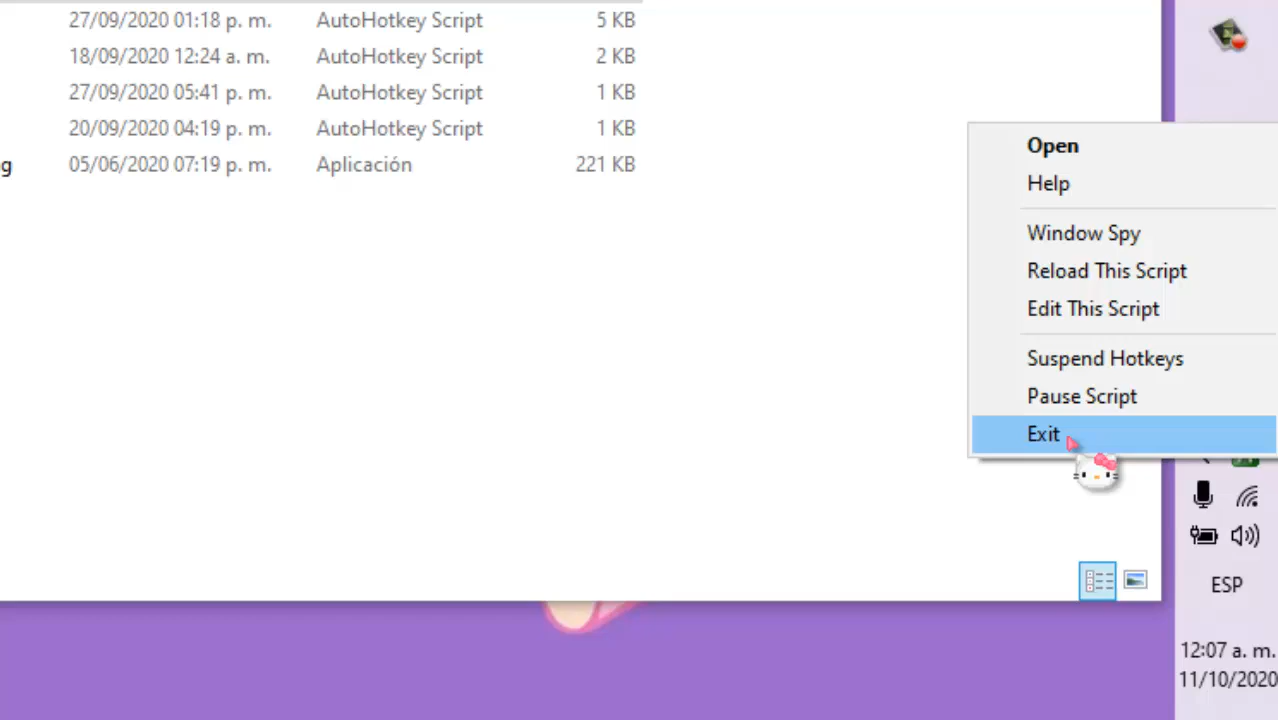 27/09/2020 01:18 p. m. AutoHotkey Script 5 KB
18/09/2020 12:24 a. m. AutoHotkey Script 2 KB
27/09/2020 05:41 p. m. AutoHotkey Script 1 KB
20/09/2020 04:19 p. m. AutoHotkey Script 1 KB
g 05/06/2020 07:19 p. m. Aplicación 221 KB
Open
Help
Window Spy
Reload This Script
Edit This Script
Suspend Hotkeys
Pause Script
Exit
ESP
12:07 a. m.
11/10/2020